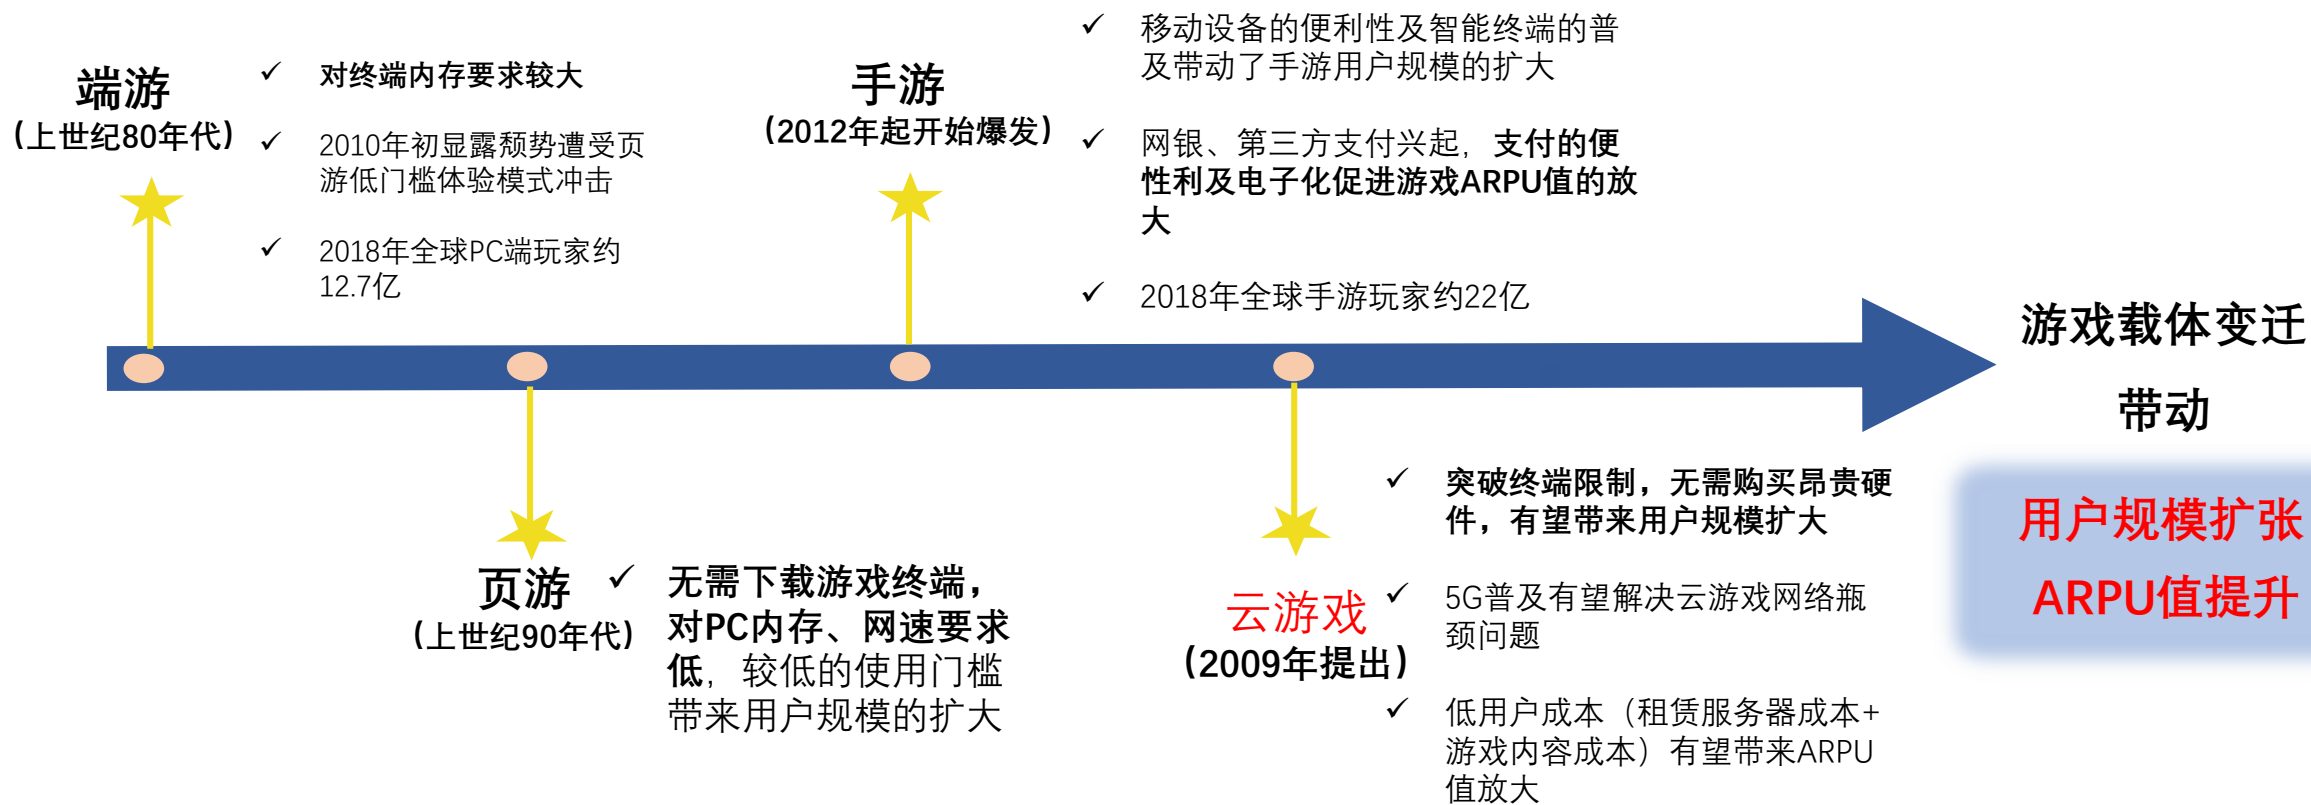 端游
（上世纪80年代）
✓ 对终端内存要求较大
✓ 2010年初显露颓势遭受页
游低门槛体验模式冲击
✓ 2018年全球PC端玩家约
12.7亿
手游
（2012年起开始爆发）
✓ 移动设备的便利性及智能终端的普
及带动了手游用户规模的扩大
✓ 网银、第三方支付兴起，支付的便
性利及电子化促进游戏ARPU值的放
大
✓ 2018年全球手游玩家约22亿
页游
（上世纪90年代）
✓ 无需下载游戏终端，
对PC内存、网速要求
低，较低的使用门槛
带来用户规模的扩大
云游戏
（2009年提出）
✓ 突破终端限制，无需购买昂贵硬
件，有望带来用户规模扩大
✓ 5G普及有望解决云游戏网络瓶
颈问题
✓ 低用户成本（租赁服务器成本+
游戏内容成本）有望带来ARPU
值放大
游戏载体变迁
带动
用户规模扩张
ARPU值提升